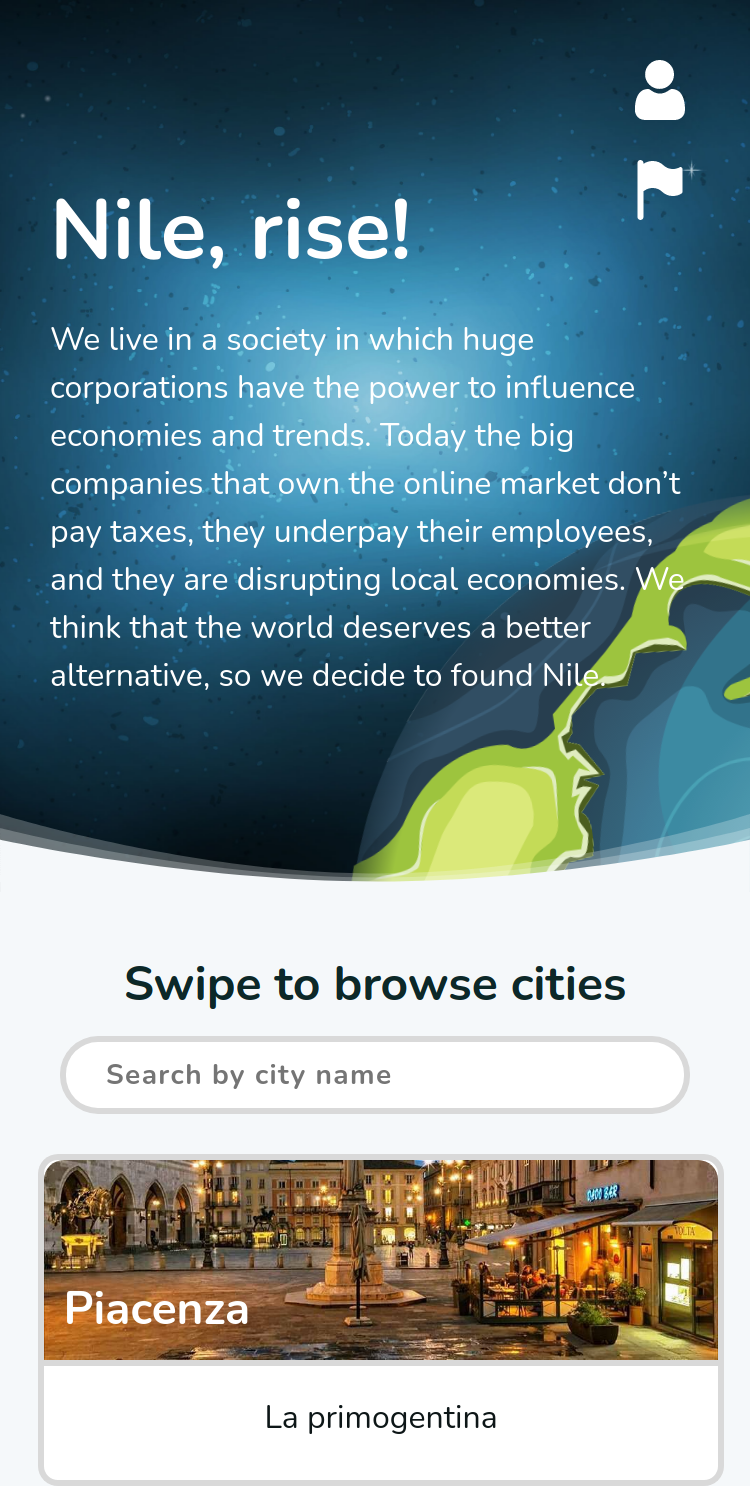 Nile, rise!
We live in a society in which huge
corporations have the power to influence
economies and trends. Today the big
companies that own the online market don’t
pay taxes, they underpay their employees,
and they are disrupting local economies. We
think that the world deserves a better
alternative, so we decide to found Nile.
Swipe to browse cities
Search by city name
DADO BAR
VOLTA
Piacenza
La primogentina